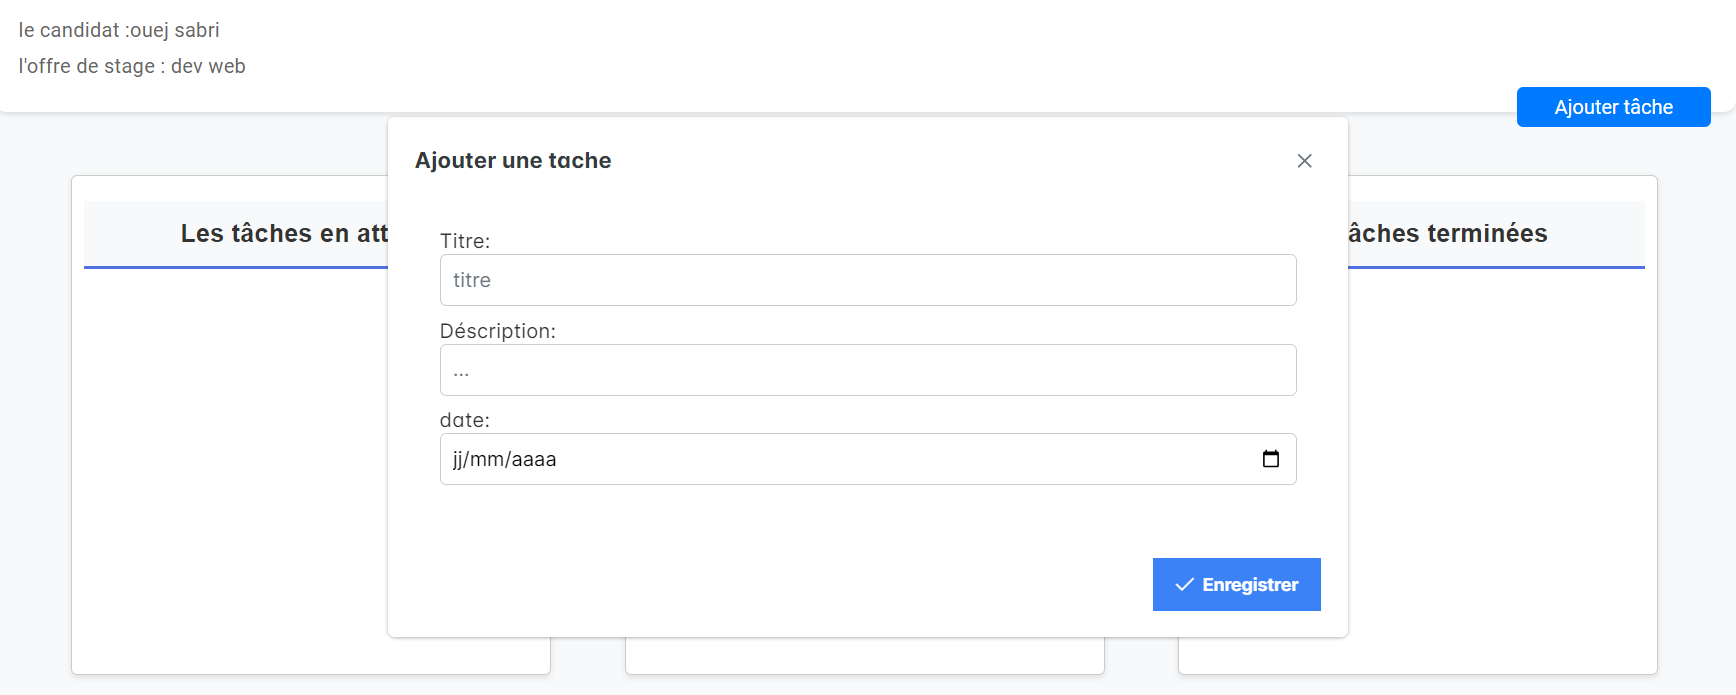 le candidat :ouej sabri
l'offre de stage : dev web
Ajouter tâche
Ajouter une tache
Les tâches en att
âches terminées
Titre:
titre
Déscription:
...
date:
jj/mm/aaaa
Enregistrer